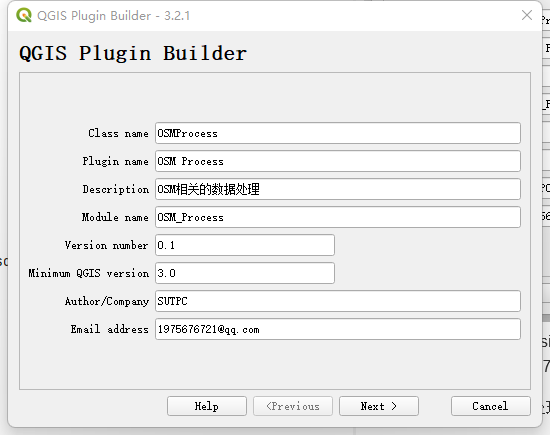 QGIS Plugin Builder - 3.2.1
QGIS Plugin Builder
Class name OSMProcess
Plugin name OSM Process
Description OSM相关的数据处理
Module name OSM_Process
Version number 0.1
Minimum QGIS version 3.0
Author/Company SUTPC
Email address 1975676721@qq.com
Help <Previous Next > Cancel